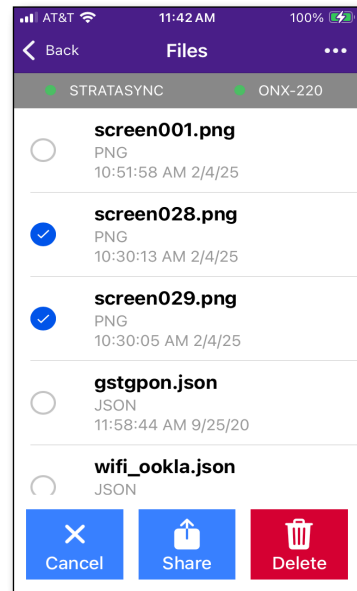 AT&T 11:42 AM 100%
Back Files
STRATASYNC ONX-220
screen001.png
PNG
10:51:58 AM 2/4/25
screen028.png
PNG
10:30:13 AM 2/4/25
screen029.png
PNG
10:30:05 AM 2/4/25
gstgpon.json
JSON
11:58:44 AM 9/25/20
wifi_ookla.json
JSON
Cancel Share Delete